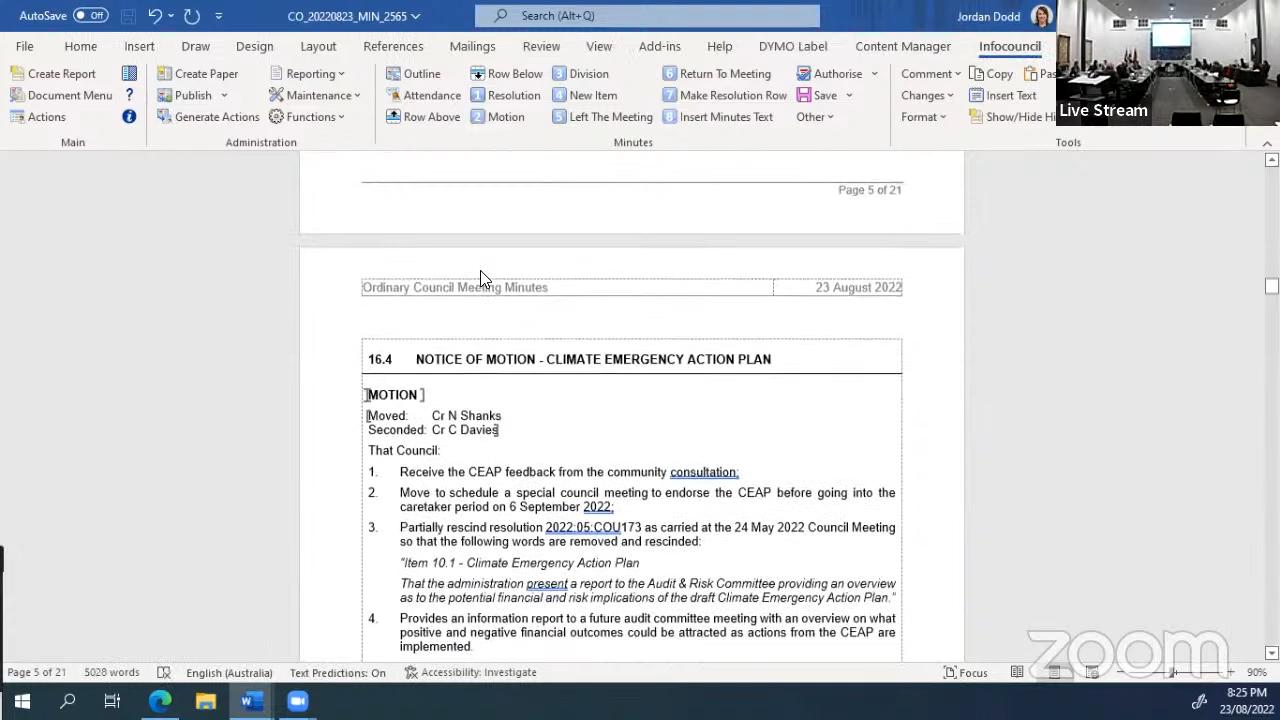 AutoSave Off CO_20220823_MIN_2565 Search (Alt+Q) Jordan Dodd
File Home Insert Draw Design Layout References Mailings Review View Add-ins Help DYMO Label Content Manager Infocouncil
Create Report Create Paper Reporting Outline Row Below 3 Division 6 Return To Meeting Authorise Comment Copy Pas
Document Menu ? Publish Maintenance Attendance 1 Resolution 4 New Item 7 Make Resolution Row Save Changes Insert Text
Actions Generate Actions Functions Row Above 2 Motion 5 Left The Meeting 8 Insert Minutes Text Other Format Show/Hide Hi
Main Administration Minutes Tools
Live Stream
Page 5 of 21
Ordinary Council Meeting Minutes 23 August 2022
16.4 NOTICE OF MOTION - CLIMATE EMERGENCY ACTION PLAN
MOTION
Moved: Cr N Shanks
Seconded: Cr C Davies
That Council:
1. Receive the CEAP feedback from the community consultation;
2. Move to schedule a special council meeting to endorse the CEAP before going into the
caretaker period on 6 September 2022;
3. Partially rescind resolution 2022:05:COU173 as carried at the 24 May 2022 Council Meeting
so that the following words are removed and rescinded:
"Item 10.1 - Climate Emergency Action Plan
That the administration present a report to the Audit & Risk Committee providing an overview
as to the potential financial and risk implications of the draft Climate Emergency Action Plan."
4. Provides an information report to a future audit committee meeting with an overview on what
positive and negative financial outcomes could be attracted as actions from the CEAP are
implemented.
zoom
Page 5 of 21 5028 words English (Australia) Text Predictions: On Accessibility: Investigate Focus 90%
8:25 PM
23/08/2022